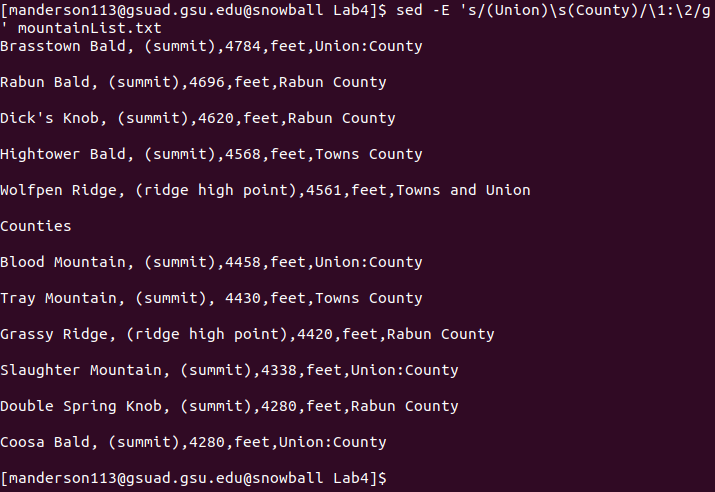 [manderson113@gsuad.gsu.edu@snowball Lab4]$ sed -E 's/(Union)\s(County)/\1:\2/g
' mountainList.txt
Brasstown Bald, (summit),4784,feet,Union:County
Rabun Bald, (summit),4696,feet,Rabun County
Dick's Knob, (summit),4620,feet,Rabun County
Hightower Bald, (summit),4568,feet,Towns County
Wolfpen Ridge, (ridge high point),4561,feet,Towns and Union
Counties
Blood Mountain, (summit),4458,feet,Union:County
Tray Mountain, (summit), 4430,feet,Towns County
Grassy Ridge, (ridge high point),4420,feet,Rabun County
Slaughter Mountain, (summit),4338,feet,Union:County
Double Spring Knob, (summit),4280,feet,Rabun County
Coosa Bald, (summit),4280,feet,Union:County
[manderson113@gsuad.gsu.edu@snowball Lab4]$